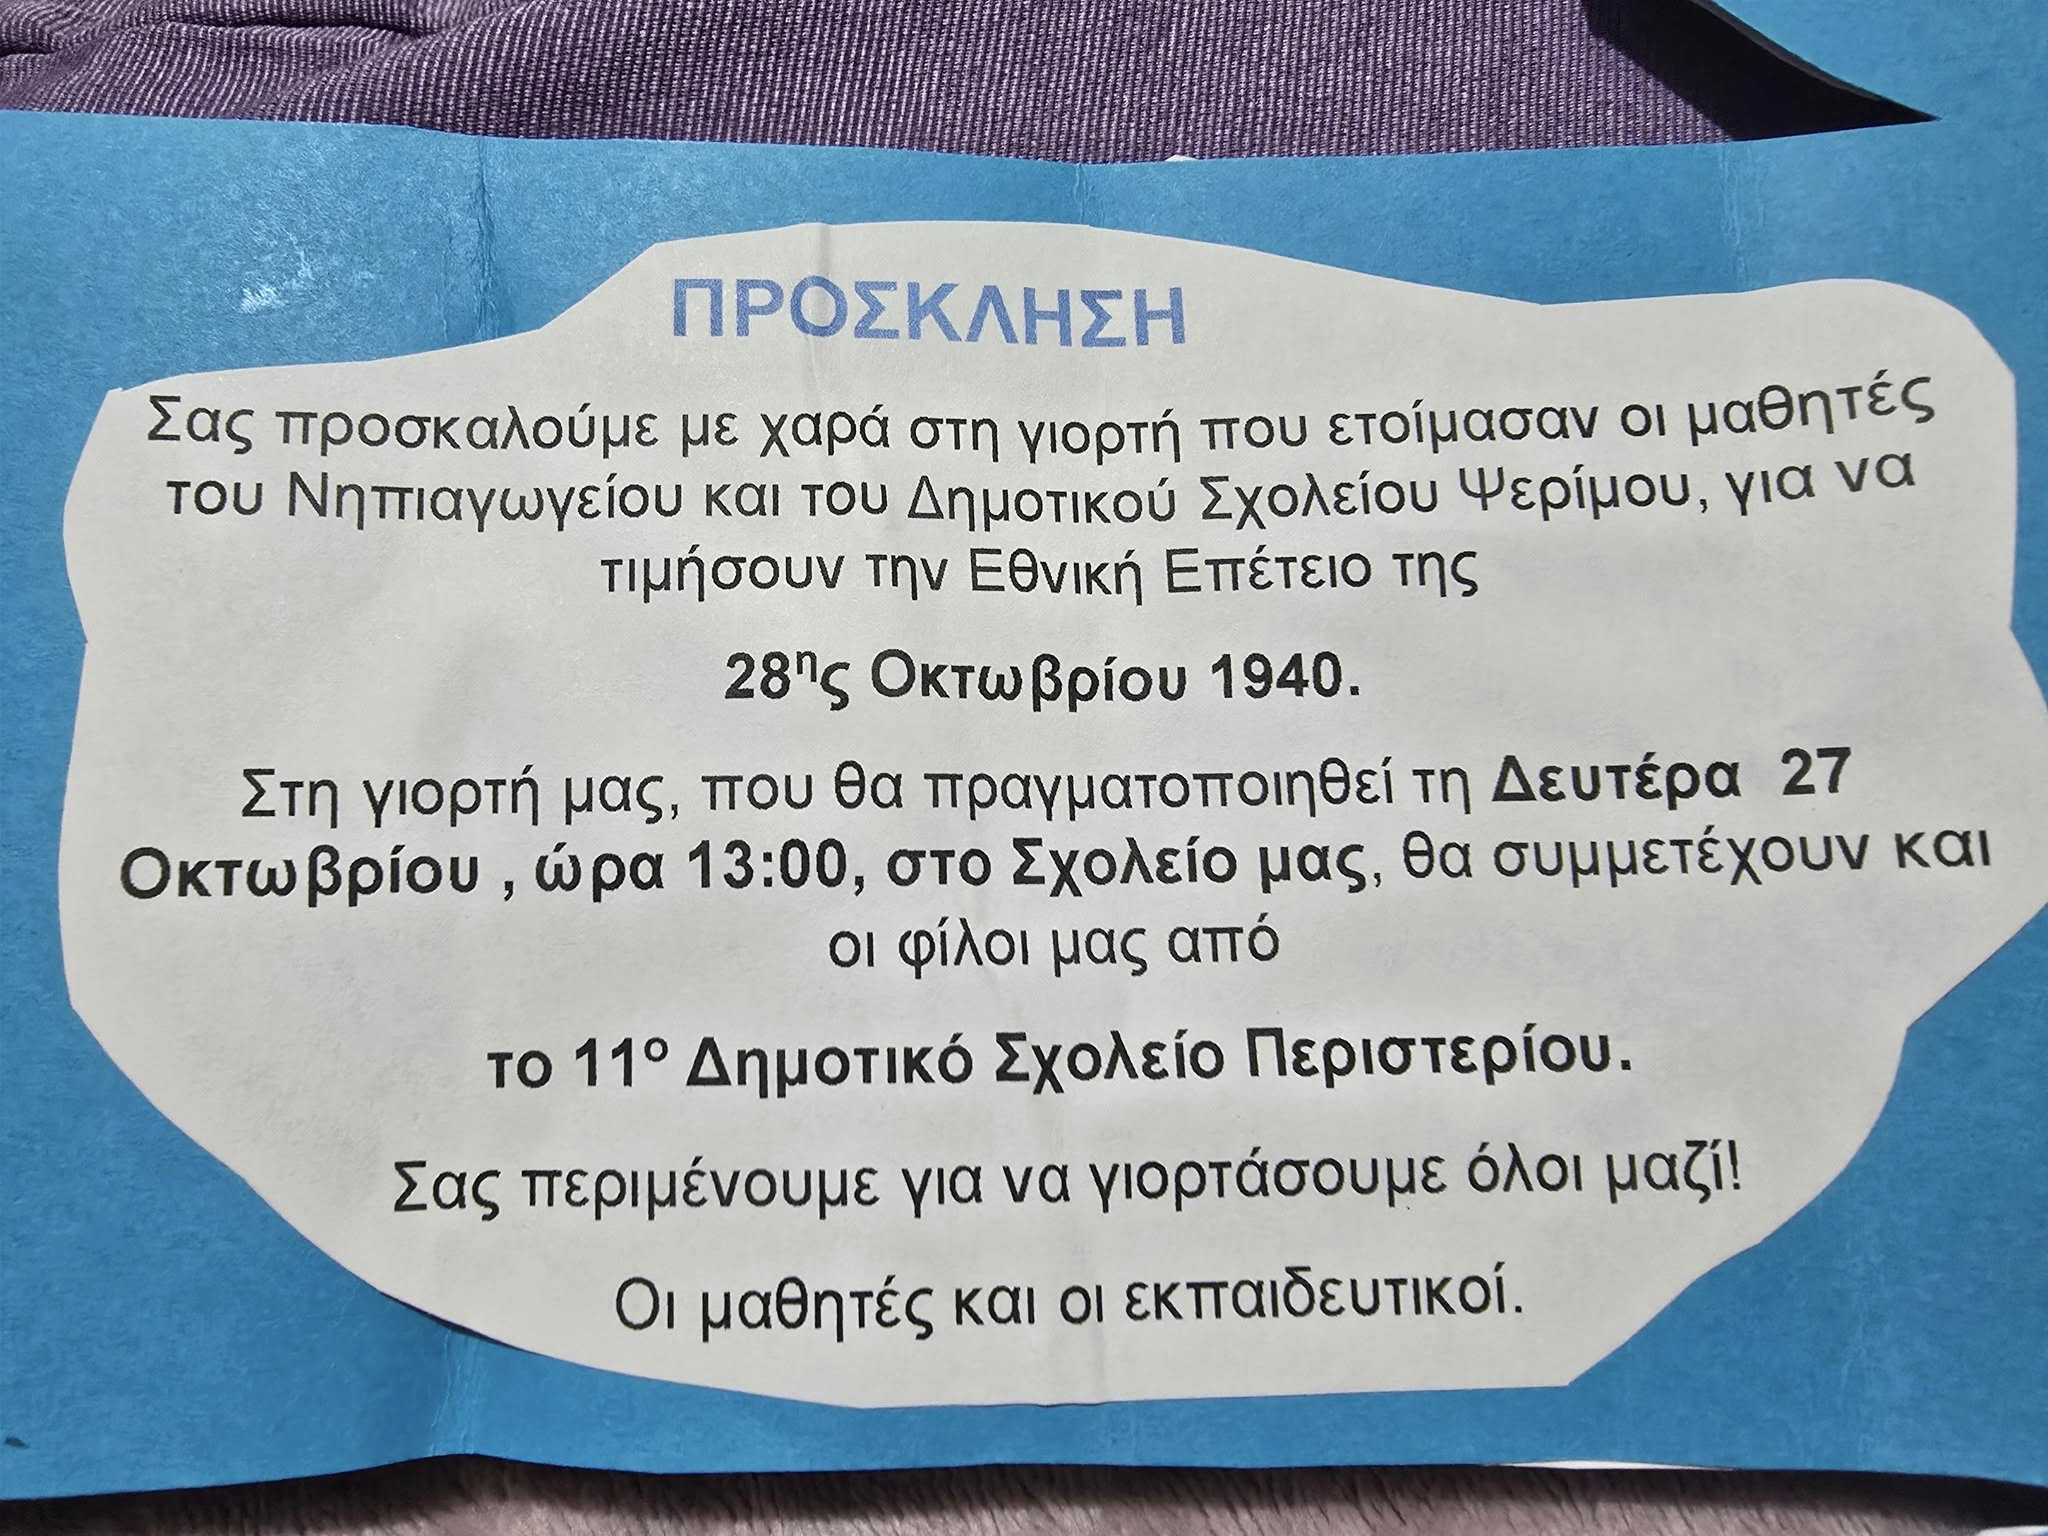 ΠΡΟΣΚΛΗΣΗ
Σας προσκαλούμε με χαρά στη γιορτή που ετοίμασαν οι μαθητές
του Νηπιαγωγείου και του Δημοτικού Σχολείου Ψερίμου, για να
τιμήσουν την Εθνική Επέτειο της
28ης Οκτωβρίου 1940.
Στη γιορτή μας, που θα πραγματοποιηθεί τη Δευτέρα 27
Οκτωβρίου , ώρα 13:00, στο Σχολείο μας, θα συμμετέχουν και
οι φίλοι μας από
το 11ο Δημοτικό Σχολείο Περιστερίου.
Σας περιμένουμε για να γιορτάσουμε όλοι μαζί!
Οι μαθητές και οι εκπαιδευτικοί.